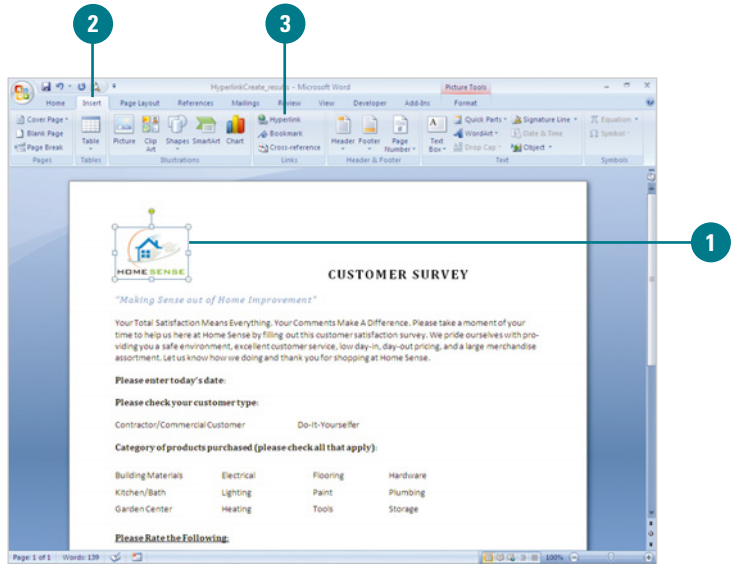 2
3
HyperlinkCreate_results - Microsoft Word
Picture Tools
Home Insert Page Layout References Mailings Review View Developer Add-Ins Format
Cover Page
Blank Page
Page Break
Pages
Table
Tables
Picture Clip Art Shapes SmartArt Chart
Illustrations
Hyperlink
Bookmark
Cross-reference
Links
Header Footer Page Number
Header & Footer
Text Box
Quick Parts
WordArt
Drop Cap
Signature Line
Date & Time
Object
Text
Equation
Symbol
Symbols
1
HOMESENSE
CUSTOMER SURVEY
"Making Sense out of Home Improvement"
Your Total Satisfaction Means Everything. Your Comments Make A Difference. Please take a moment of your
time to help us here at Home Sense by filling out this customer satisfaction survey. We pride ourselves with pro-
viding you a safe environment, excellent customer service, low day-in, day-out pricing, and a large merchandise
assortment. Let us know how we doing and thank you for shopping at Home Sense.
Please enter today's date:
Please check your customer type:
Contractor/Commercial Customer Do-It-Yourselfer
Category of products purchased (please check all that apply):
Building Materials Electrical Flooring Hardware
Kitchen/Bath Lighting Paint Plumbing
Garden Center Heating Tools Storage
Please Rate the Following:
Page: 1 of 1 Words: 139 100%